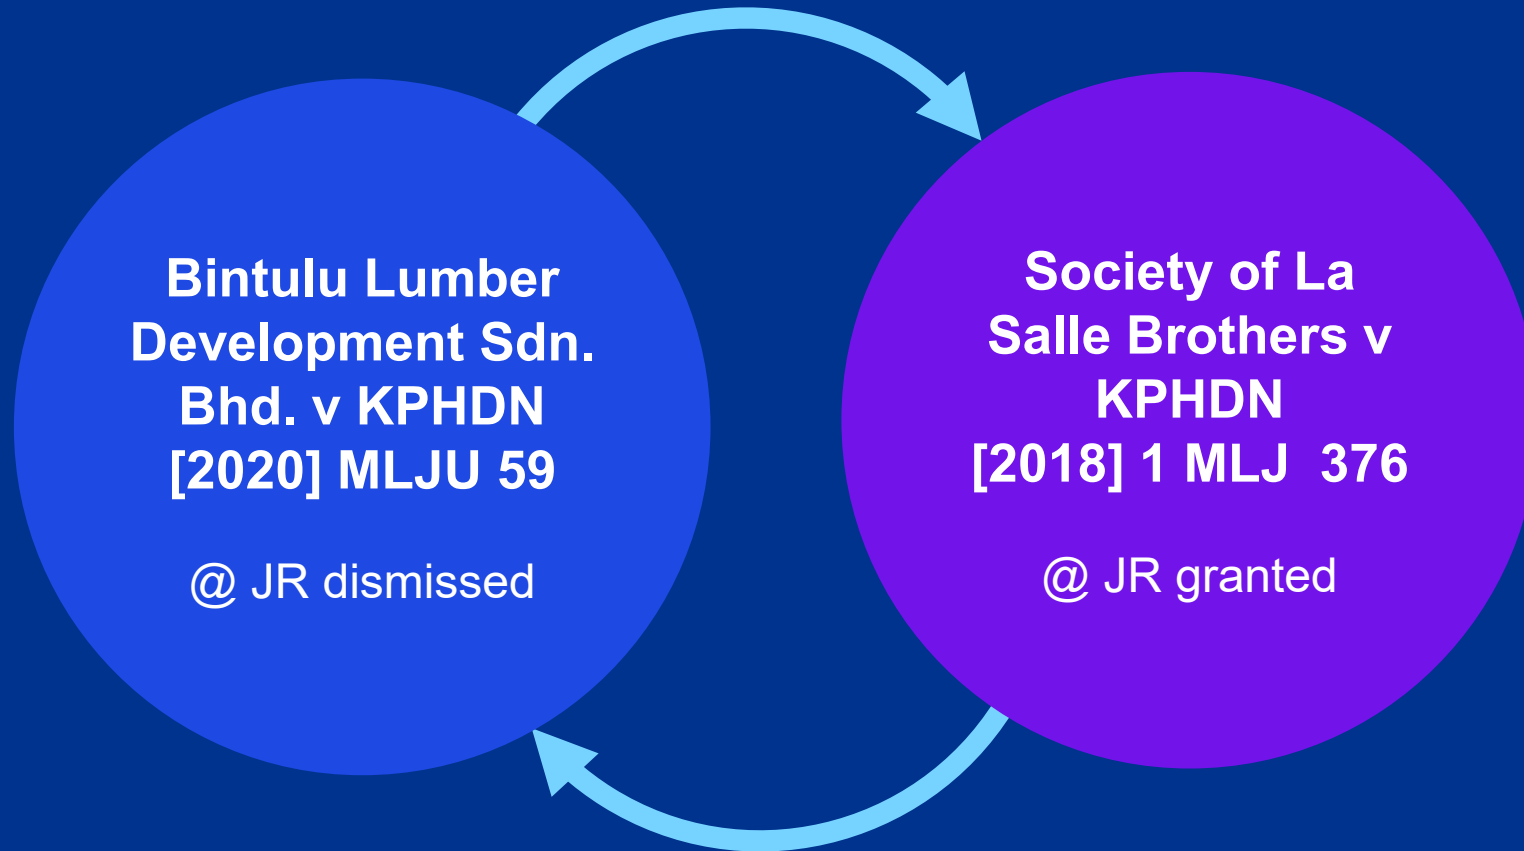 Bintulu Lumber
Development Sdn.
Bhd. v KPHDN
[2020] MLJU 59
@ JR dismissed
Society of La
Salle Brothers v
KPHDN
[2018] 1 MLJ  376
@ JR granted